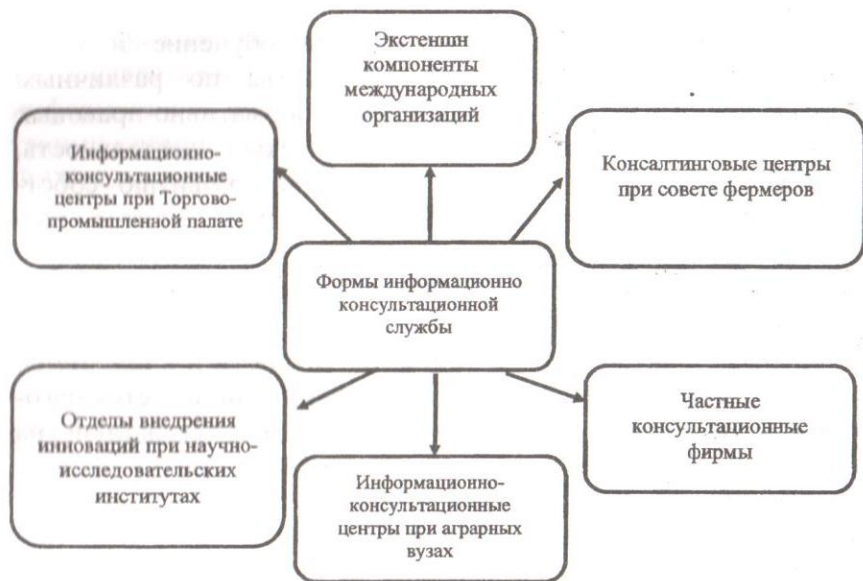 Экстеншн
компоненты
международных
организаций
Информационно-
консультационные
центры при Торгово-
промышленной палате
Консалтинговые центры
при совете фермеров
Формы информационно
консультационной
службы
Отделы внедрения
инноваций при научно-
исследовательских
институтах
Информационно-
консультационные
центры при аграрных
вузах
Частные
консультационные
фирмы